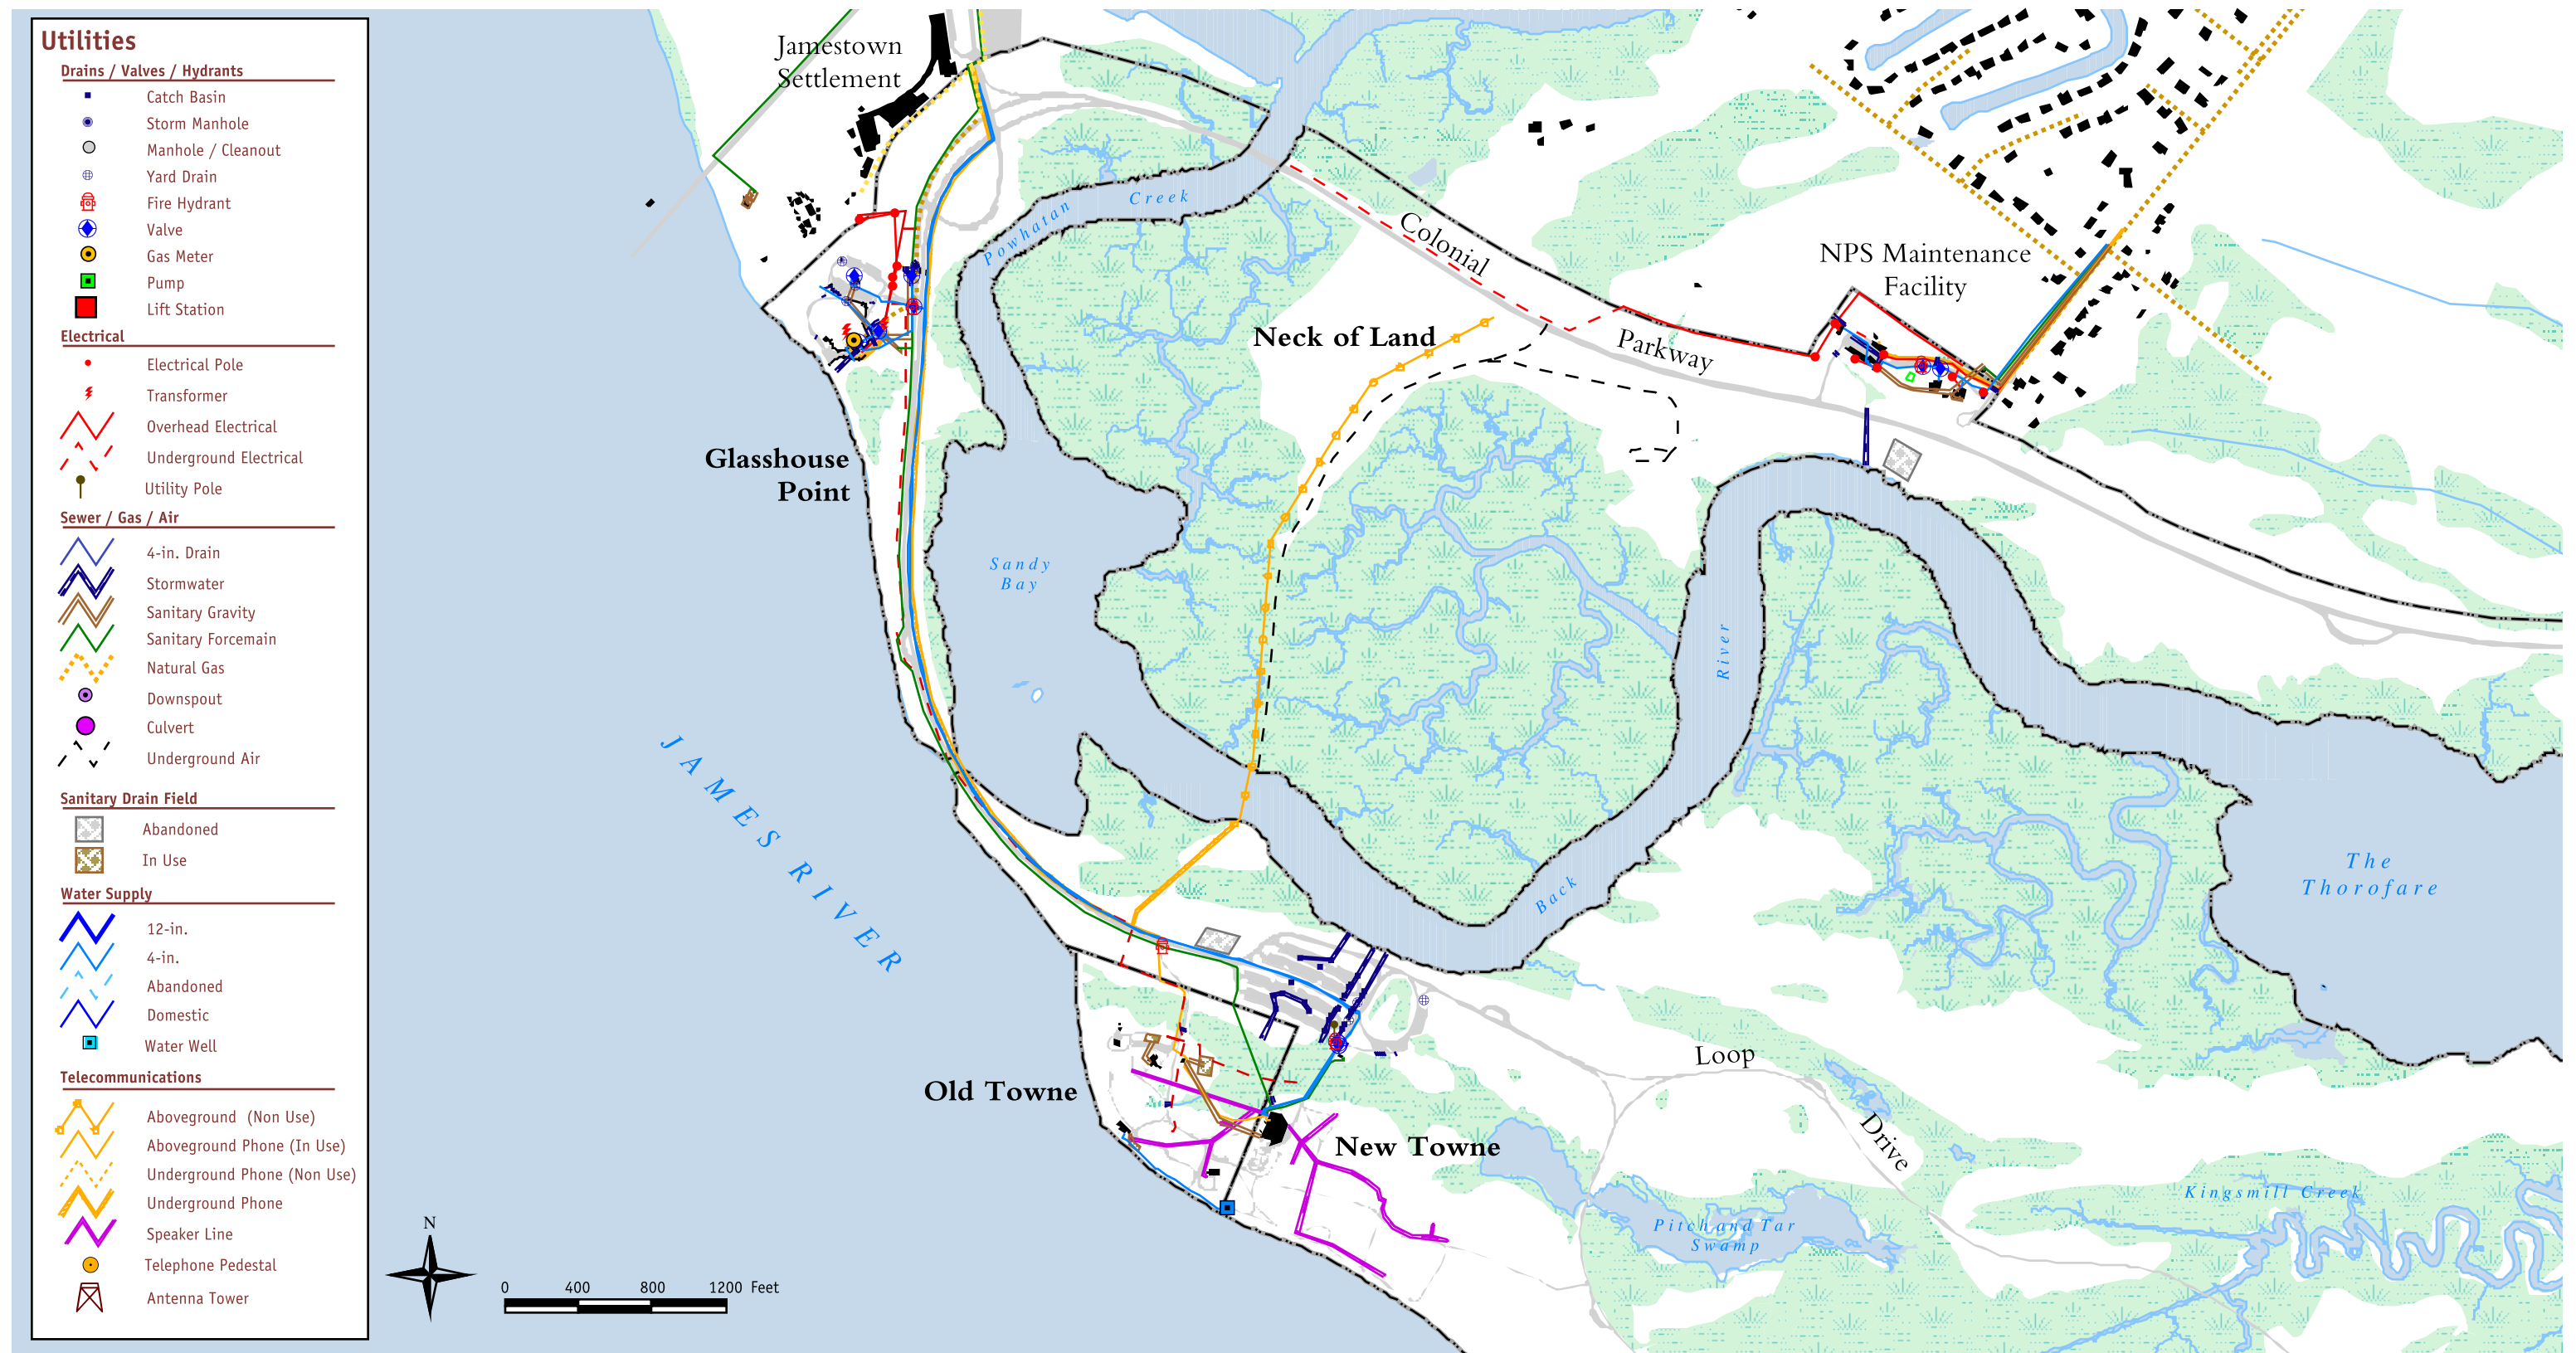 Utilities
Drains / Valves / Hydrants
Catch Basin
Storm Manhole
Manhole / Cleanout
Yard Drain
Fire Hydrant
Valve
Gas Meter
Pump
Lift Station
Electrical
Electrical Pole
Transformer
Overhead Electrical
Underground Electrical
Utility Pole
Sewer / Gas / Air
4-in. Drain
Stormwater
Sanitary Gravity
Sanitary Forcemain
Natural Gas
Downspout
Culvert
Underground Air
Sanitary Drain Field
Abandoned
In Use
Water Supply
12-in.
4-in.
Abandoned
Domestic
Water Well
Telecommunications
Aboveground (Non Use)
Aboveground Phone (In Use)
Underground Phone (Non Use)
Underground Phone
Speaker Line
Telephone Pedestal
Antenna Tower
Jamestown
Settlement
Powhatan Creek
Colonial Parkway
NPS Maintenance
Facility
Neck of Land
Glasshouse
Point
Sandy
Bay
JAMES RIVER
Back River
The
Thorofare
Old Towne
New Towne
Loop Drive
Pitch and Tar
Swamp
Kingsmill Creek
N
0 400 800 1200 Feet